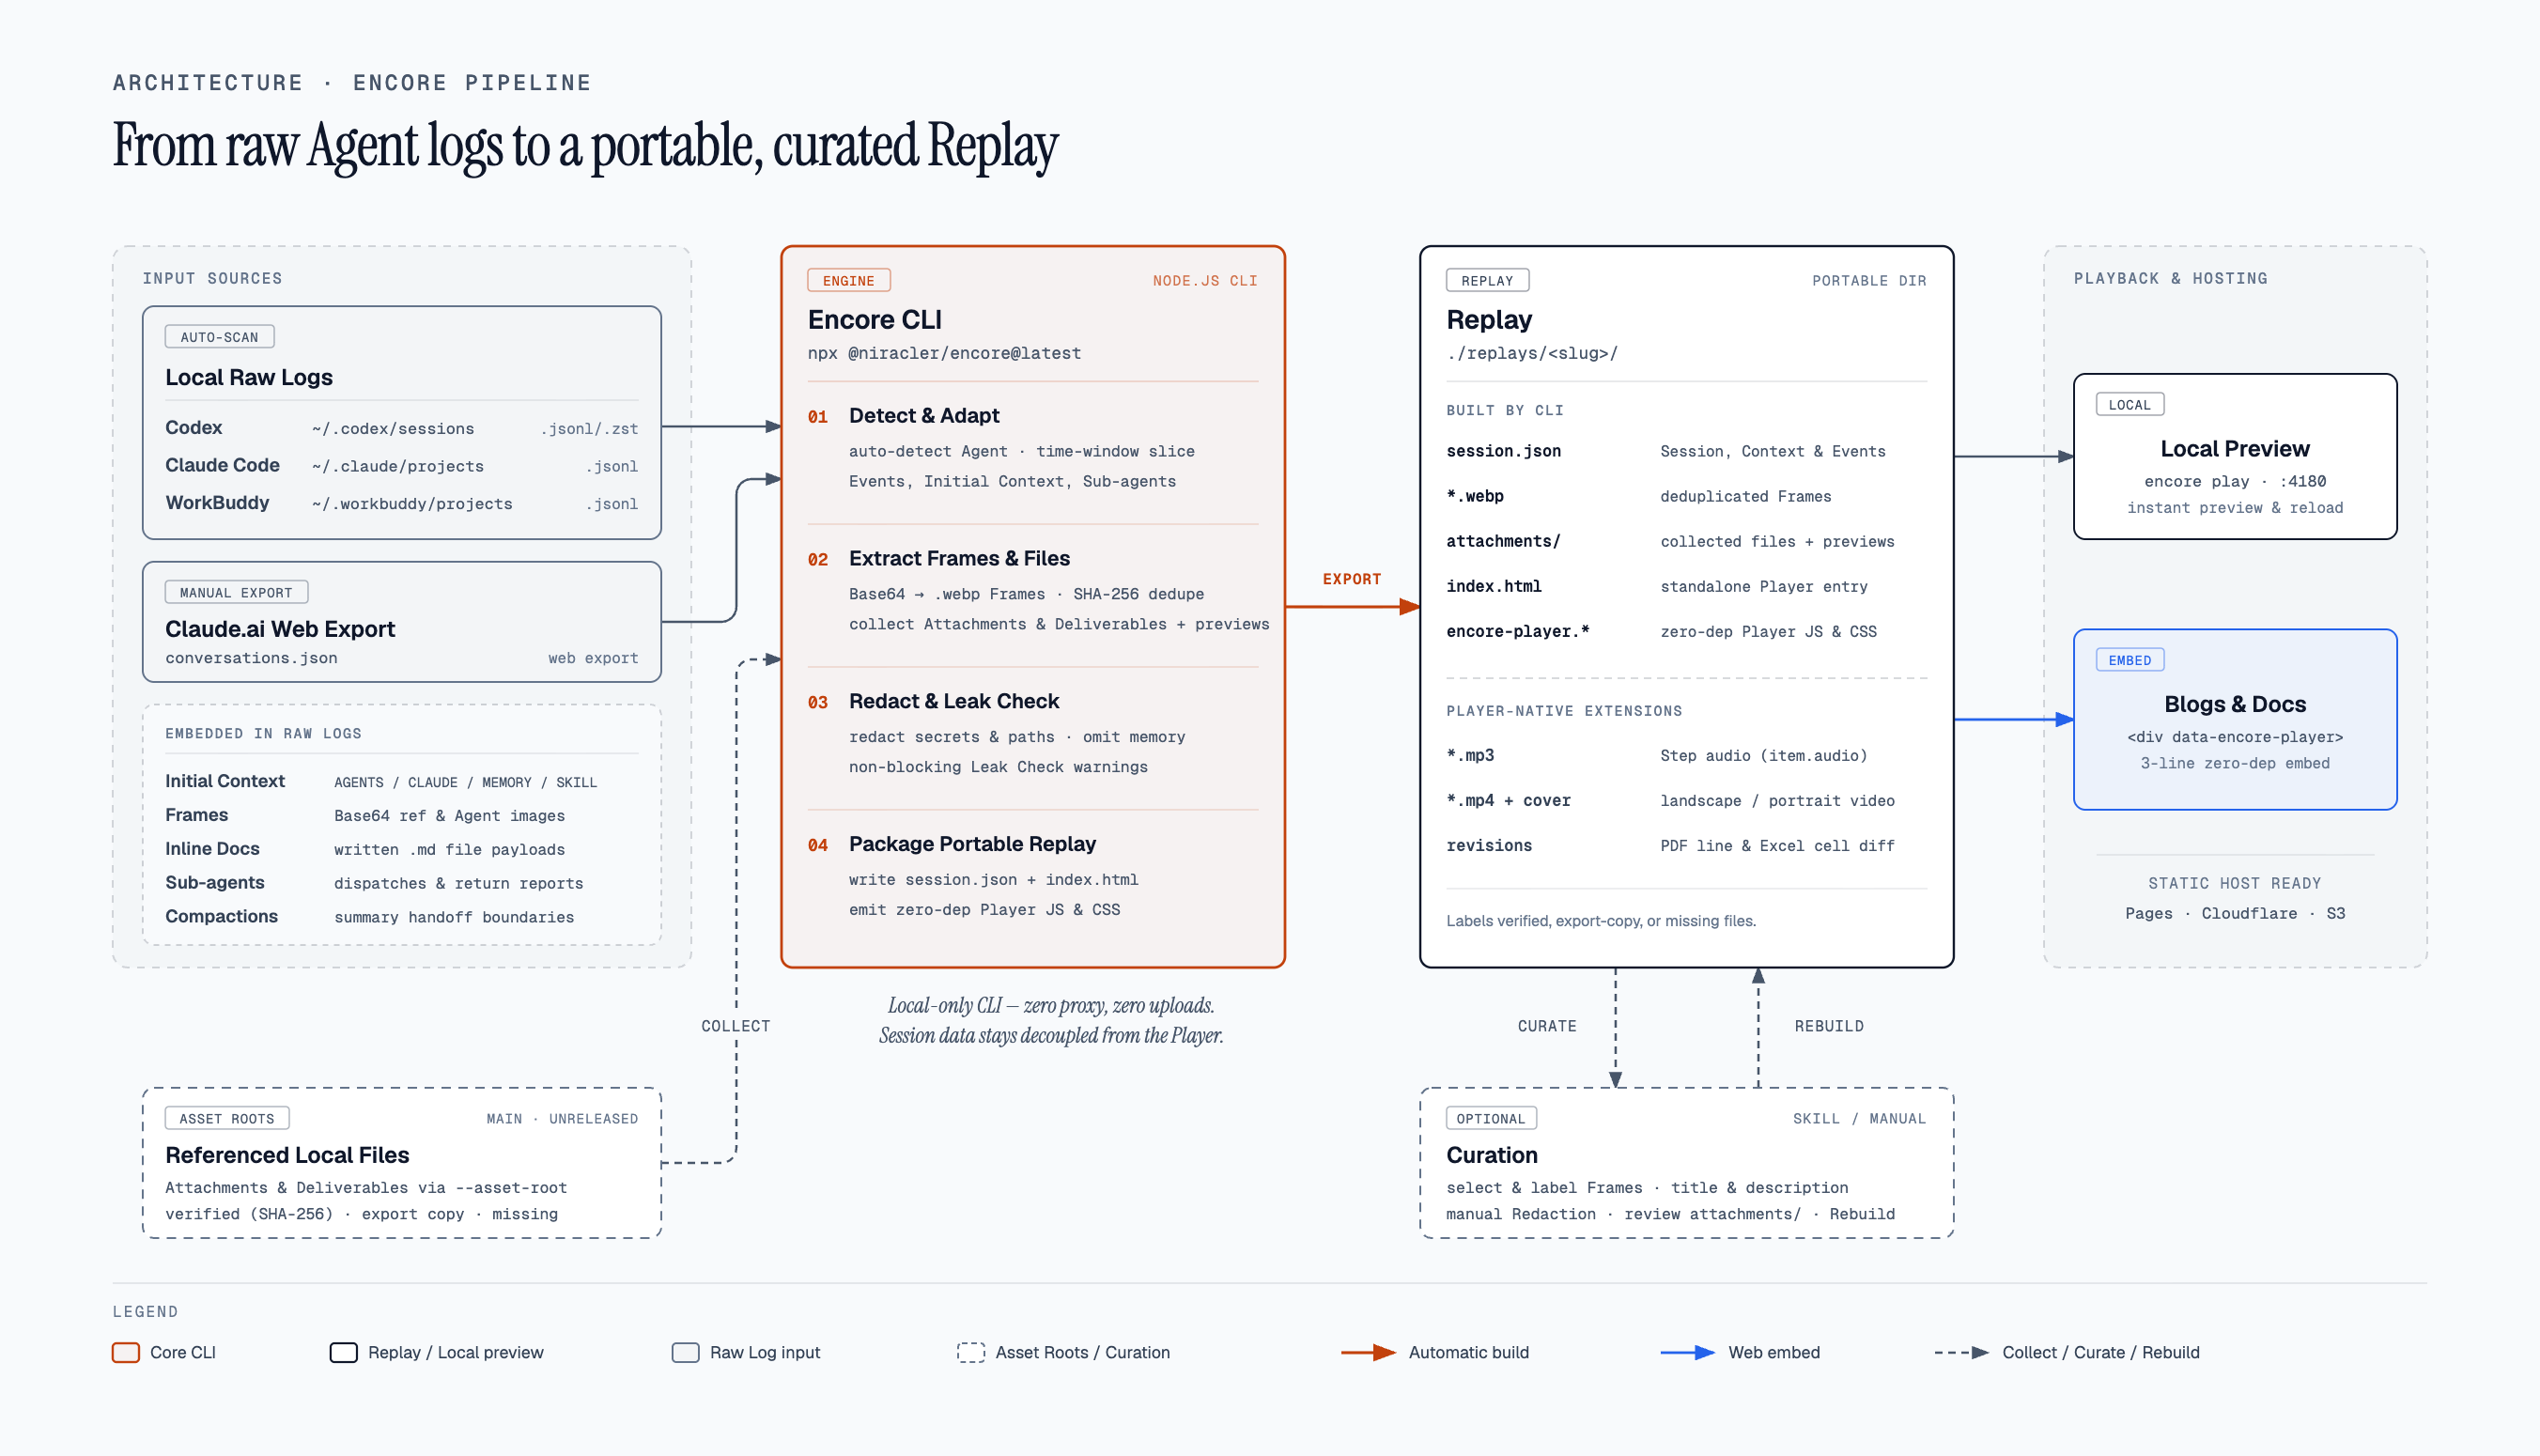 ARCHITECTURE · ENCORE PIPELINE
From raw Agent logs to a portable, curated Replay
INPUT SOURCES
AUTO-SCAN
Local Raw Logs
Codex ~/.codex/sessions .jsonl/.zst
Claude Code ~/.claude/projects .jsonl
WorkBuddy ~/.workbuddy/projects .jsonl
MANUAL EXPORT
Claude.ai Web Export
conversations.json web export
EMBEDDED IN RAW LOGS
Initial Context AGENTS / CLAUDE / MEMORY / SKILL
Frames Base64 ref & Agent images
Inline Docs written .md file payloads
Sub-agents dispatches & return reports
Compactions summary handoff boundaries
COLLECT
ASSET ROOTS MAIN · UNRELEASED
Referenced Local Files
Attachments & Deliverables via --asset-root
verified (SHA-256) · export copy · missing
ENGINE NODE.JS CLI
Encore CLI
npx @niracler/encore@latest
01 Detect & Adapt
auto-detect Agent · time-window slice
Events, Initial Context, Sub-agents
02 Extract Frames & Files
Base64 → .webp Frames · SHA-256 dedupe
collect Attachments & Deliverables + previews
03 Redact & Leak Check
redact secrets & paths · omit memory
non-blocking Leak Check warnings
04 Package Portable Replay
write session.json + index.html
emit zero-dep Player JS & CSS
Local-only CLI — zero proxy, zero uploads.
Session data stays decoupled from the Player.
EXPORT
REPLAY PORTABLE DIR
Replay
./replays/<slug>/
BUILT BY CLI
session.json Session, Context & Events
*.webp deduplicated Frames
attachments/ collected files + previews
index.html standalone Player entry
encore-player.* zero-dep Player JS & CSS
PLAYER-NATIVE EXTENSIONS
*.mp3 Step audio (item.audio)
*.mp4 + cover landscape / portrait video
revisions PDF line & Excel cell diff
Labels verified, export-copy, or missing files.
CURATE REBUILD
OPTIONAL SKILL / MANUAL
Curation
select & label Frames · title & description
manual Redaction · review attachments/ · Rebuild
PLAYBACK & HOSTING
LOCAL
Local Preview
encore play · :4180
instant preview & reload
EMBED
Blogs & Docs
<div data-encore-player>
3-line zero-dep embed
STATIC HOST READY
Pages · Cloudflare · S3
LEGEND
Core CLI
Replay / Local preview
Raw Log input
Asset Roots / Curation
Automatic build
Web embed
Collect / Curate / Rebuild